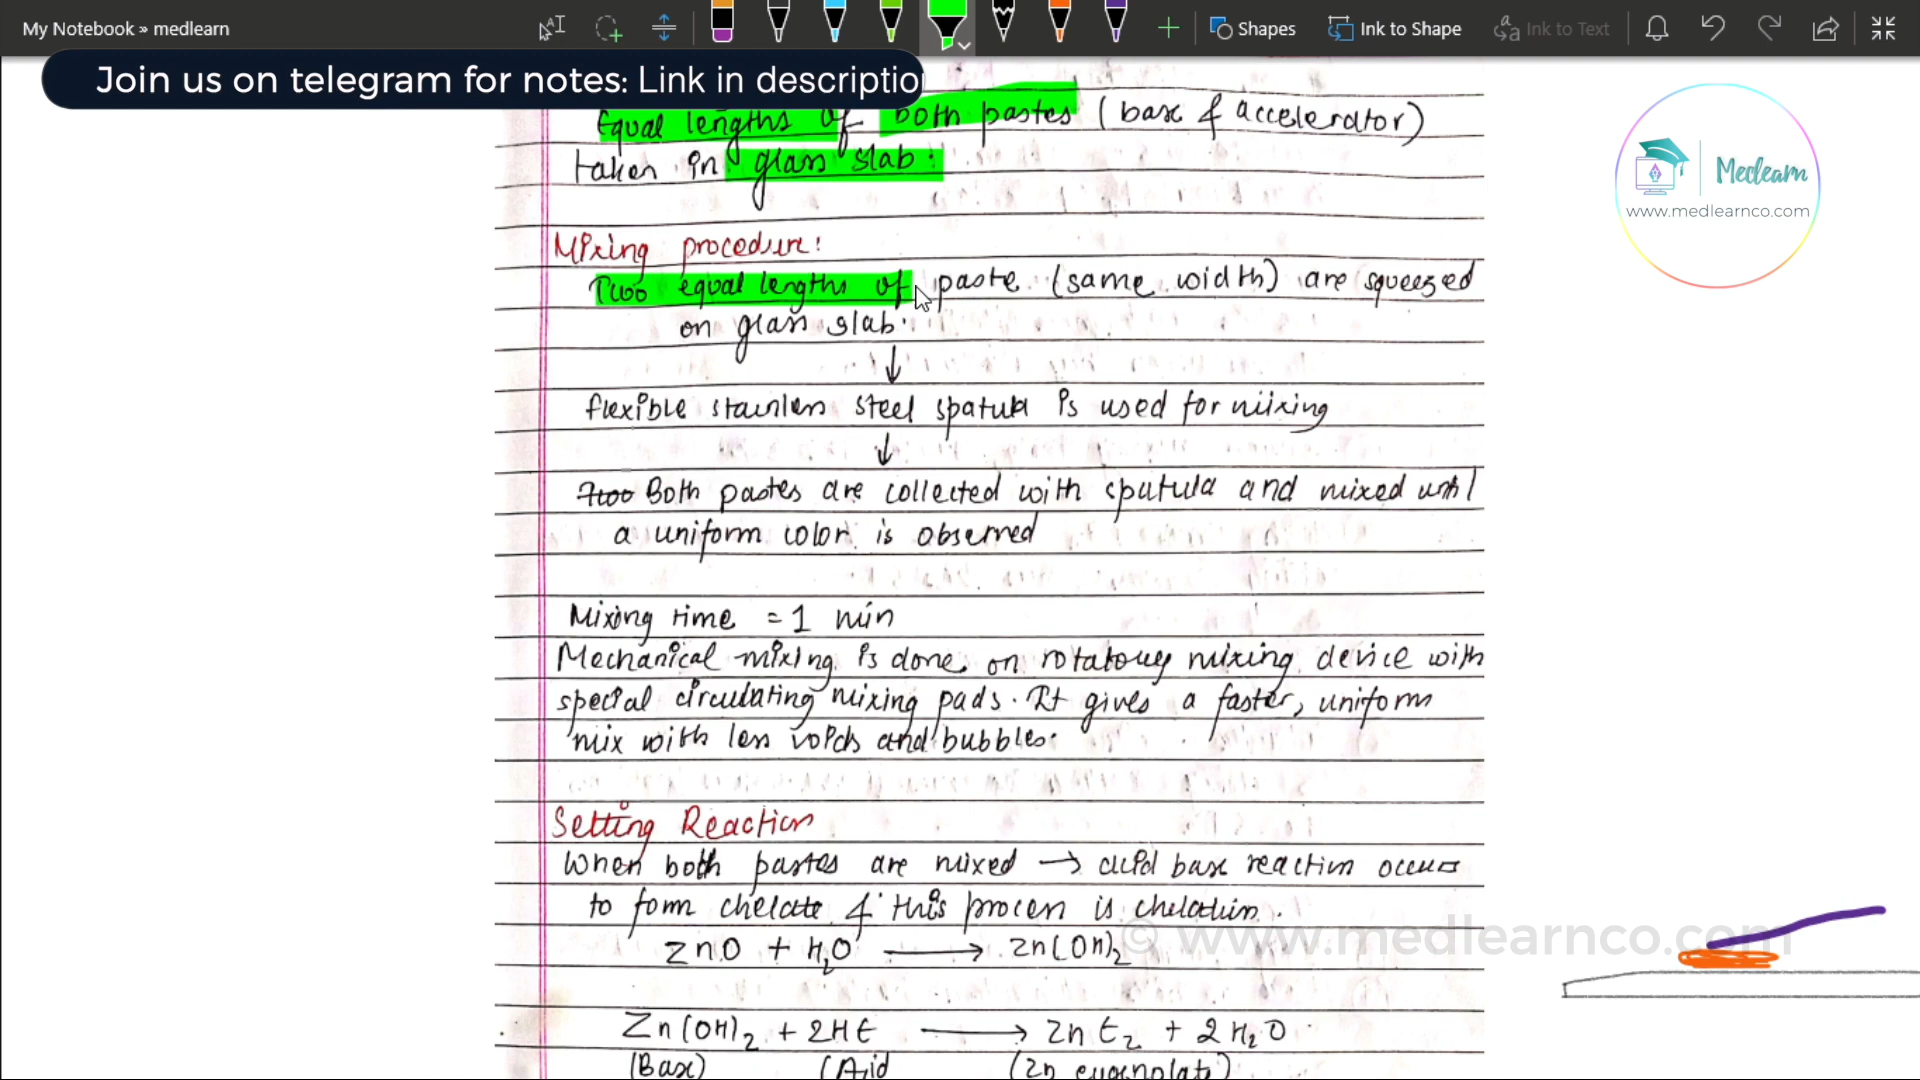 My Notebook » medlearn
Shapes
Ink to Shape
Ink to Text
Join us on telegram for notes: Link in descriptio
Equal lengths of both pastes (base & accelerator)
taken in glass slab.
Medlearn
www.medlearnco.com
Mixing procedure:
Two equal lengths of paste (same width) are squeezed
on glass slab.
↓
flexible stainless steel spatula is used for mixing
↓
Two Both pastes are collected with spatula and mixed until
a uniform color is observed
Mixing time = 1 min
Mechanical mixing is done on rotatory mixing device with
special circulating mixing pads. It gives a faster, uniform
mix with less voids and bubbles.
Setting Reaction
When both pastes are mixed → acid base reaction occurs
to form chelate & this process is chelation.
ZnO + H₂O → Zn(OH)₂
© www.medlearnco.com
Zn(OH)₂ + 2HE → ZnE₂ + 2H₂O.
(Base) (Acid (Zn eugenolate)